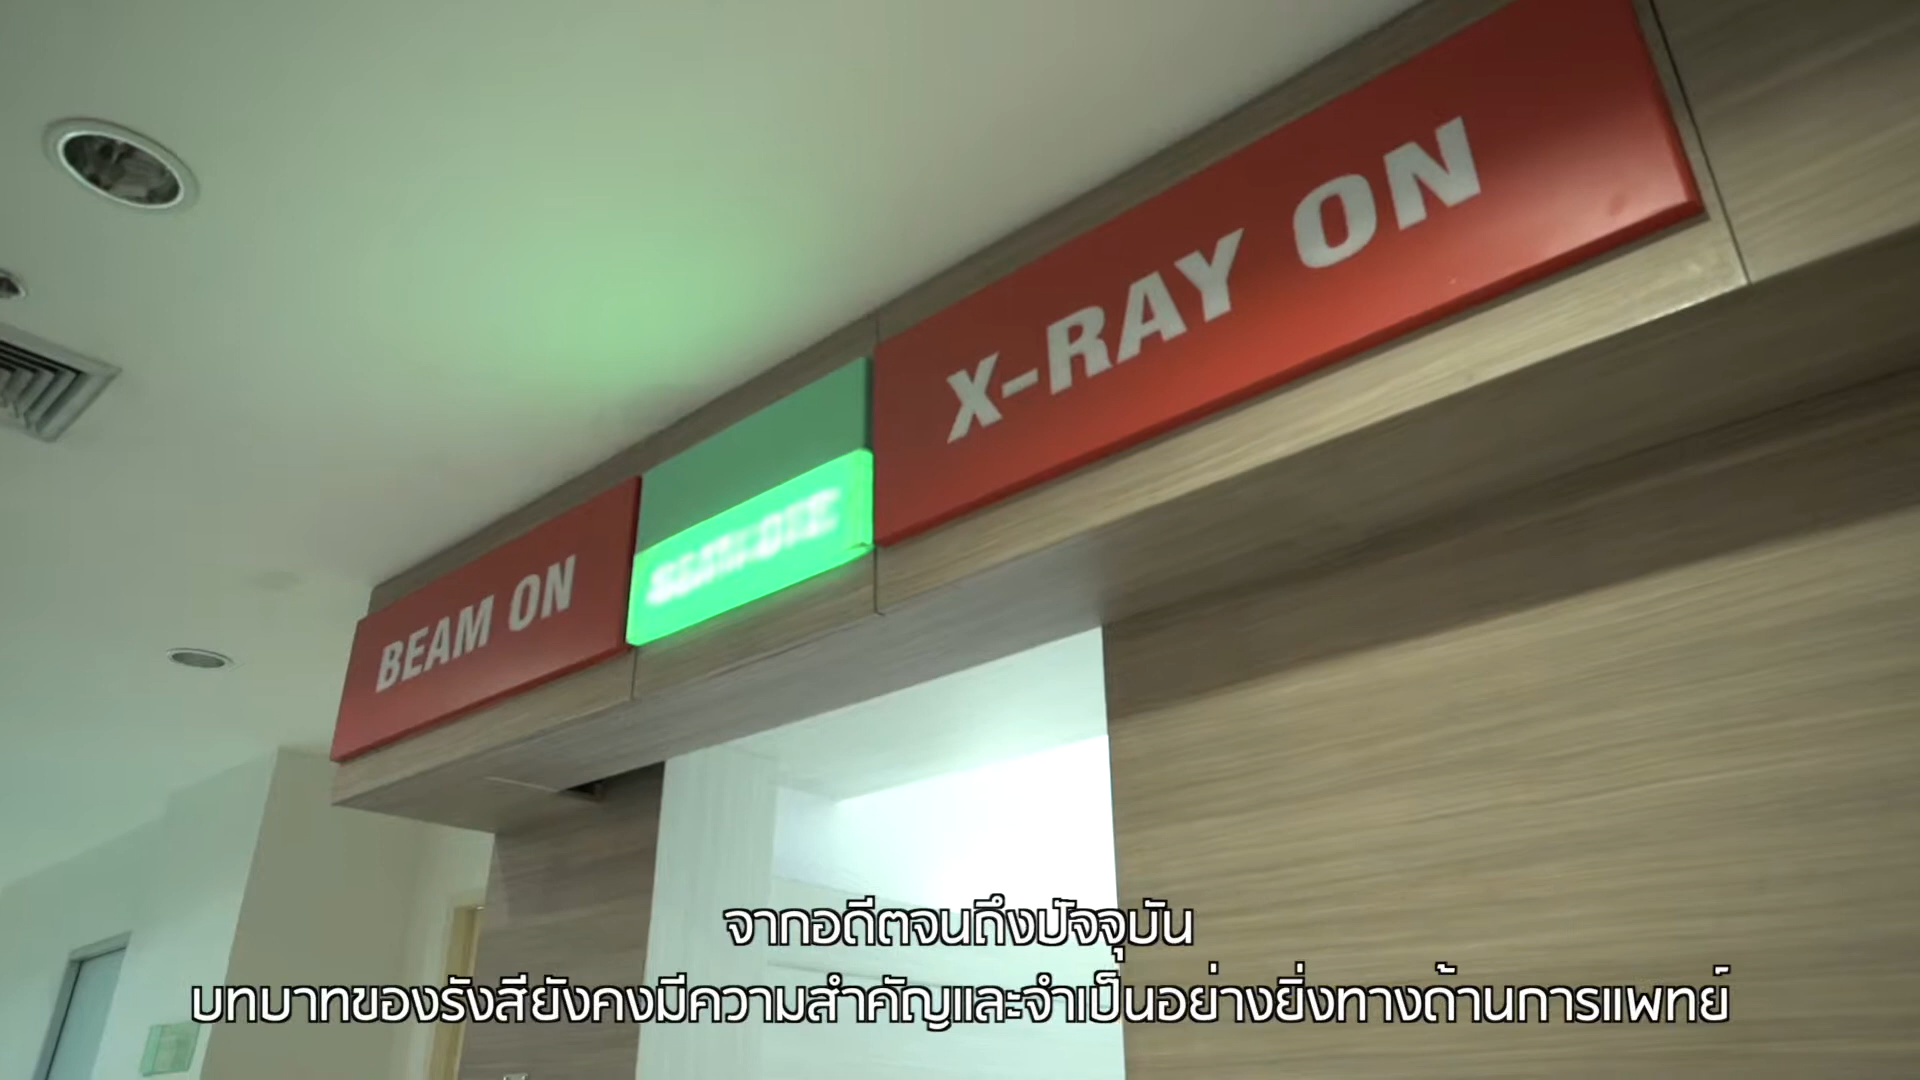 X-RAY ON
BEAM OFF
BEAM ON
จากอดีตจนถึงปัจจุบัน
บทบาทของรังสียังคงมีความสำคัญและจำเป็นอย่างยิ่งทางด้านการแพทย์